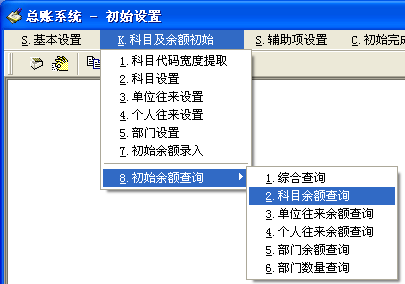 总账系统 - 初始设置
S.基本设置 K.科目及余额初始 S.辅助项设置 C.初始完成
1.科目代码宽度提取
2.科目设置
3.单位往来设置
4.个人往来设置
5.部门设置
7.初始余额录入
8.初始余额查询
1.综合查询
2.科目余额查询
3.单位往来余额查询
4.个人往来余额查询
5.部门余额查询
6.部门数量查询